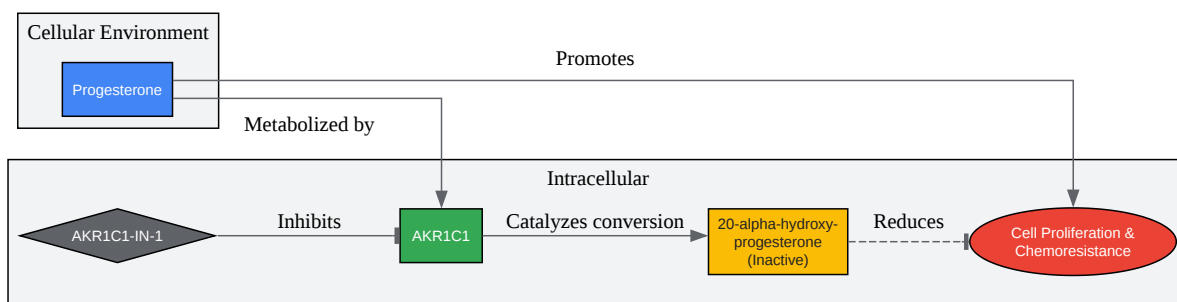 Cellular Environment
Progesterone
Promotes
Metabolized by
Intracellular
AKR1C1-IN-1
Inhibits
AKR1C1
Catalyzes conversion
20-alpha-hydroxy-
progesterone
(Inactive)
Reduces
Cell Proliferation &
Chemoresistance